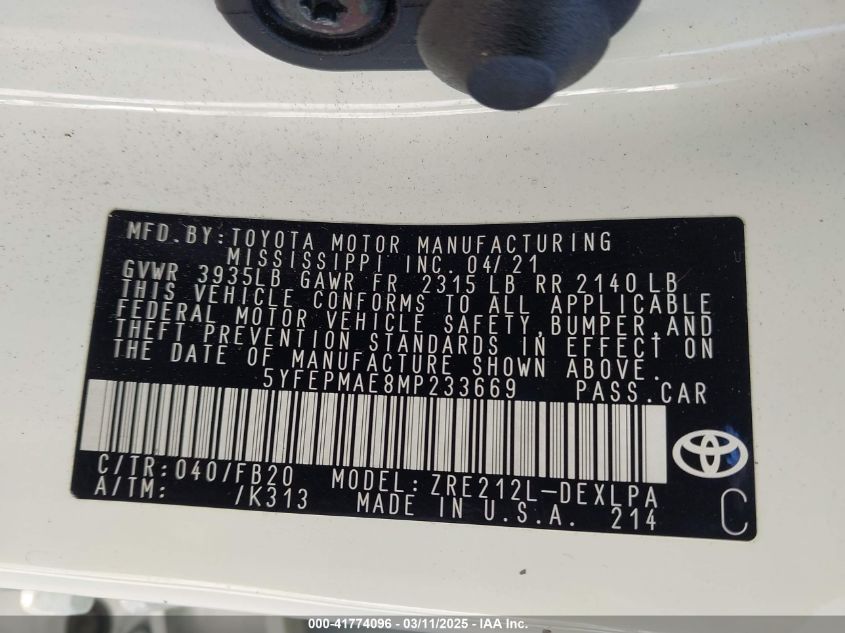 MFD.BY:TOYOTA MOTOR MANUFACTURING
MISSISSIPPI INC. 04/21
GVWR 3935LB GAWR FR 2315 LB RR 2140LB
THIS VEHICLE CONFORMS TO ALL APPLICABLE
FEDERAL MOTOR VEHICLE SAFETY,BUMPER,AND
THEFT PREVENTION STANDARDS IN EFFECT ON
THE DATE OF MANUFACTURE SHOWN ABOVE.
5YFEPMAE8MP233669 PASS.CAR
C/TR:040/FB20 MODEL:ZRE212L-DEXLPA
A/TM: /K313 MADE IN U.S.A. 214 C
000-41774096 - 03/11/2025 - IAA Inc.